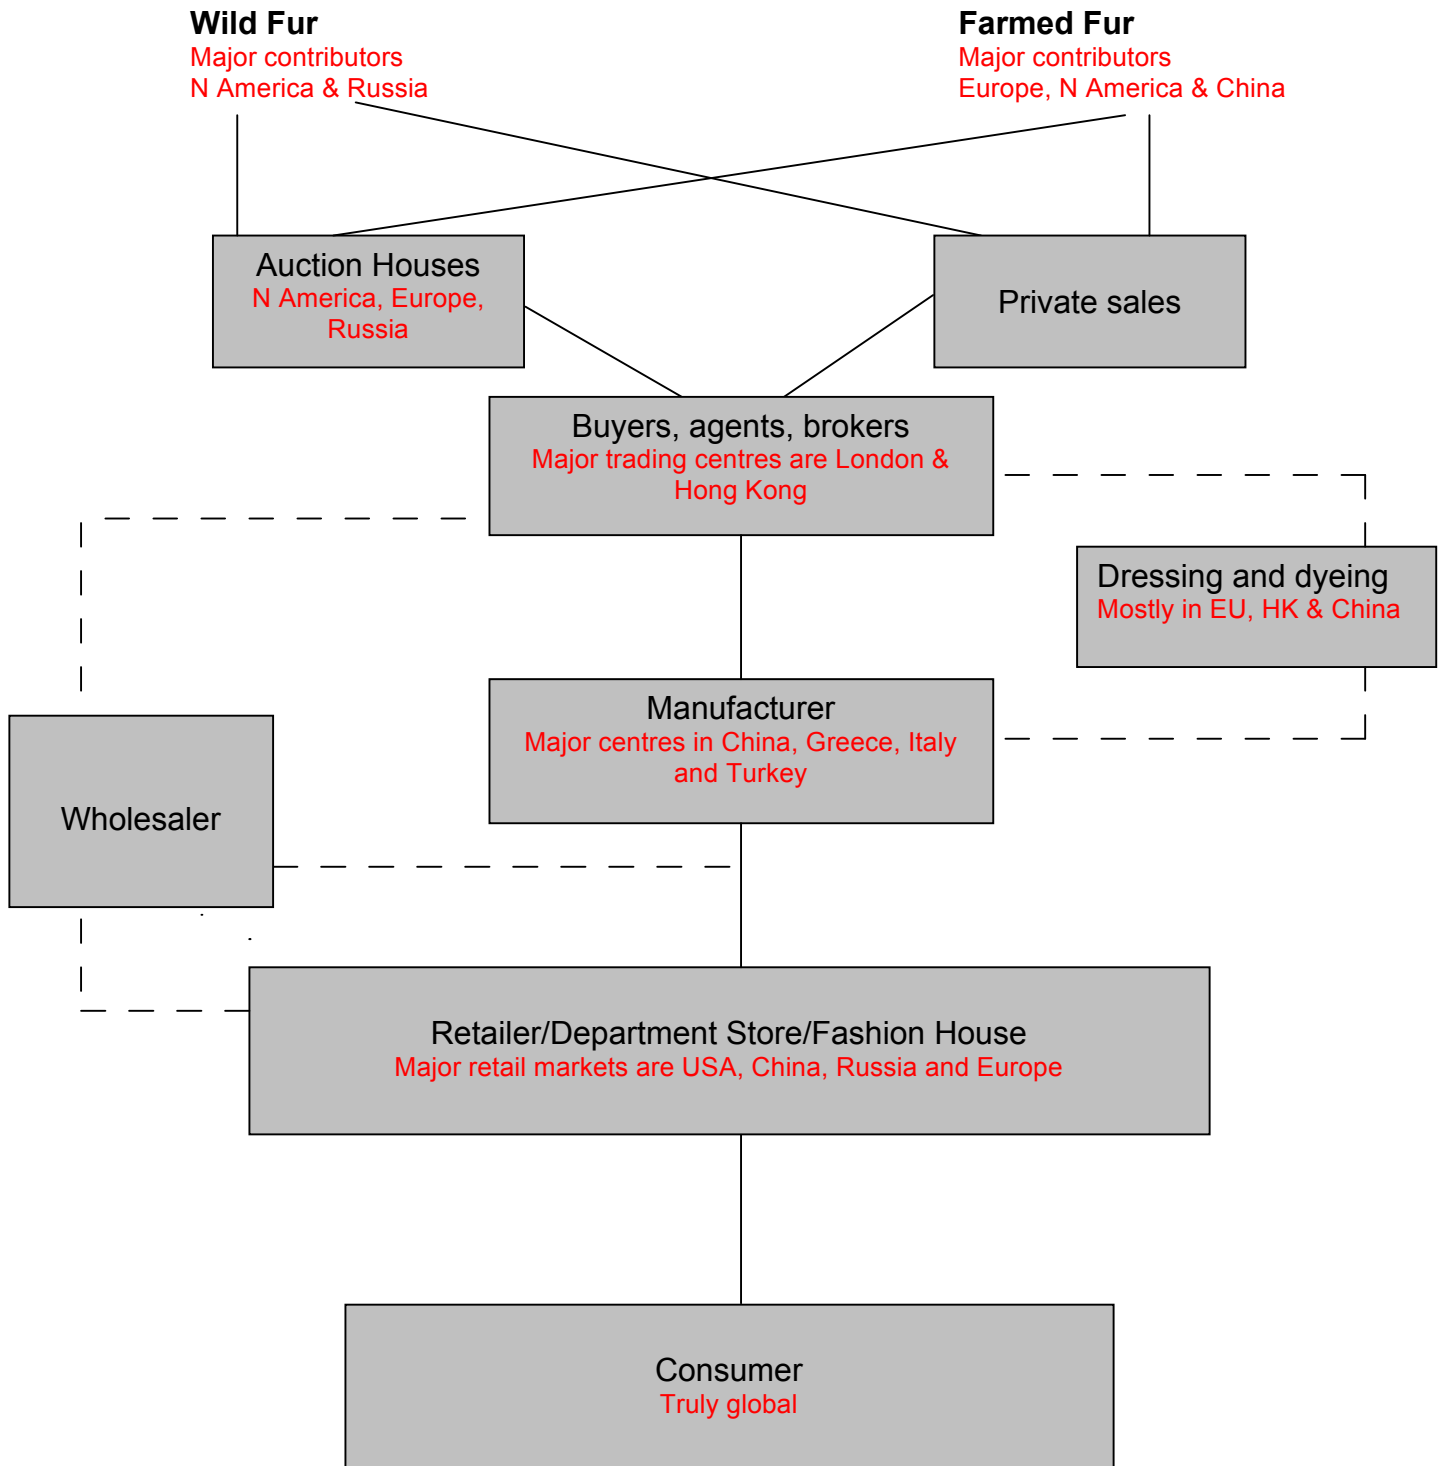 Wild Fur
Major contributors
N America & Russia
Farmed Fur
Major contributors
Europe, N America & China
Auction Houses
N America, Europe,
Russia
Private sales
Buyers, agents, brokers
Major trading centres are London &
Hong Kong
Dressing and dyeing
Mostly in EU, HK & China
Manufacturer
Major centres in China, Greece, Italy
and Turkey
Wholesaler
Retailer/Department Store/Fashion House
Major retail markets are USA, China, Russia and Europe
Consumer
Truly global